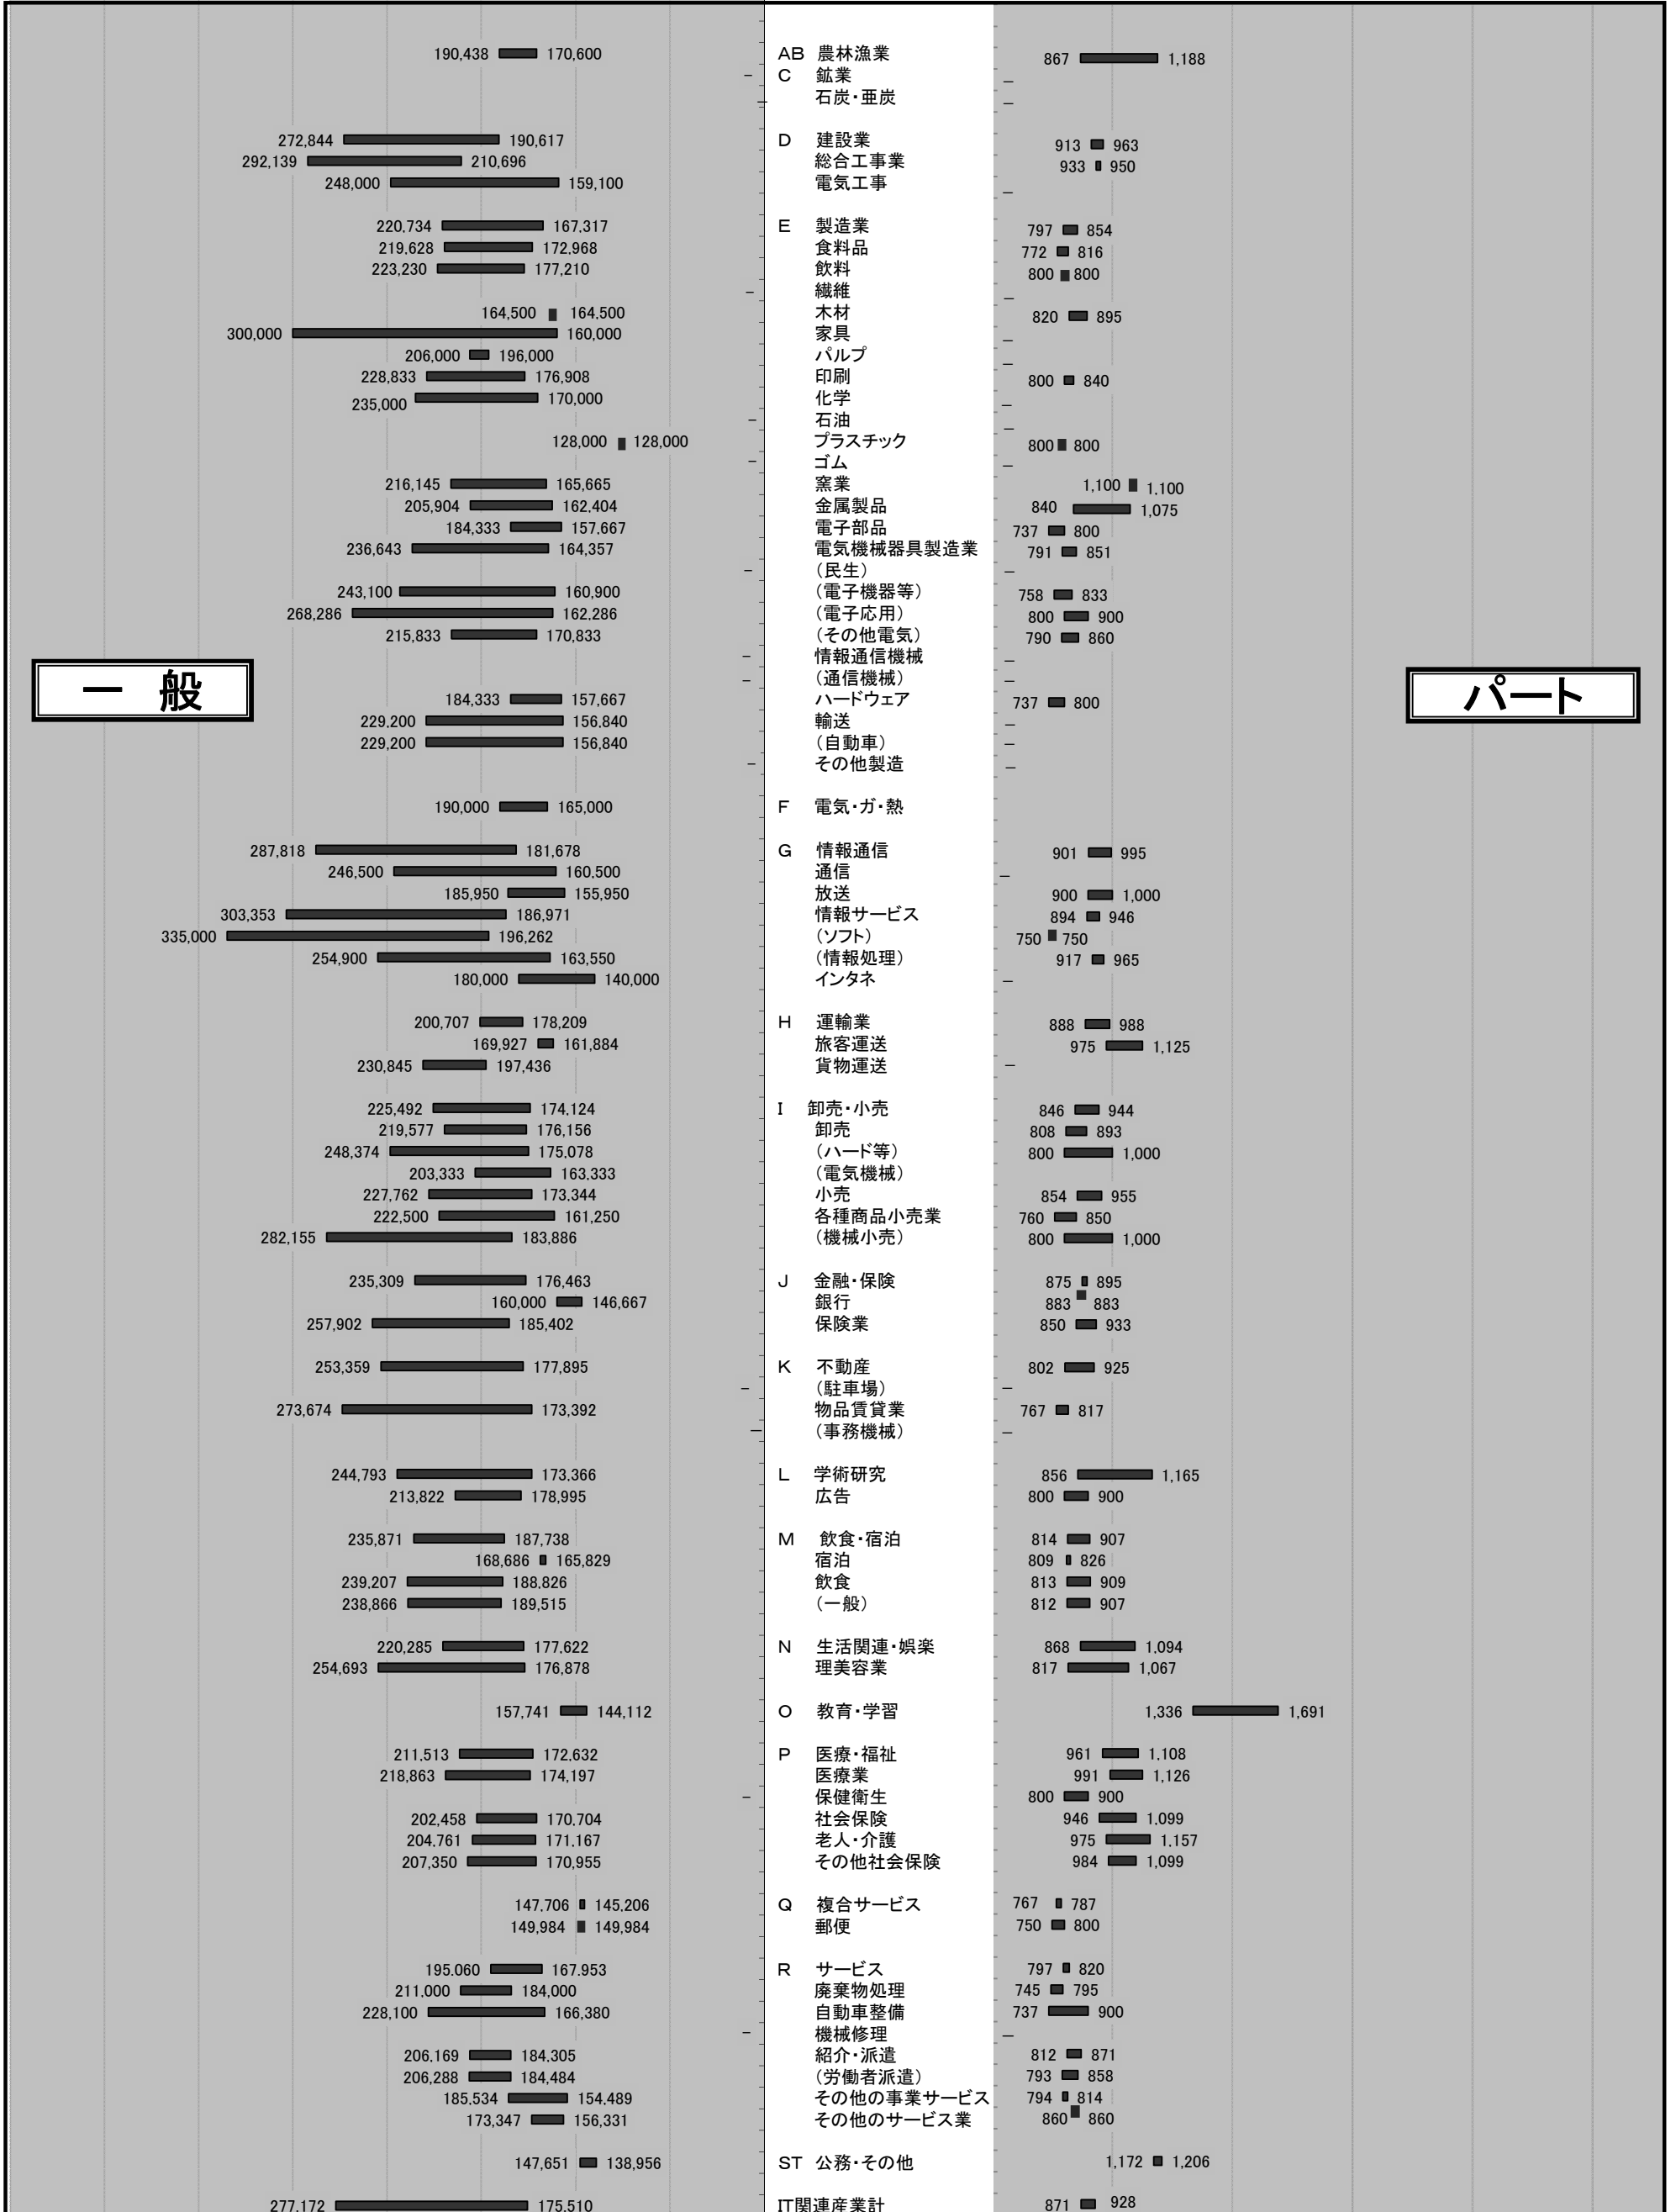 190,438 170,600 AB 農林漁業 867 1,188
- C 鉱業 -
- 石炭・亜炭 -
272,844 190,617 D 建設業 913 963
292,139 210,696 総合工事業 933 950
248,000 159,100 電気工事 -
220,734 167,317 E 製造業 797 854
219,628 172,968 食料品 772 816
223,230 177,210 飲料 800 800
- 繊維 -
164,500 164,500 木材 820 895
300,000 160,000 家具 -
206,000 196,000 パルプ -
228,833 176,908 印刷 800 840
235,000 170,000 化学 -
- 石油 -
128,000 128,000 プラスチック 800 800
- ゴム -
216,145 165,665 窯業 1,100 1,100
205,904 162,404 金属製品 840 1,075
184,333 157,667 電子部品 737 800
236,643 164,357 電気機械器具製造業 791 851
- (民生) -
243,100 160,900 (電子機器等) 758 833
268,286 162,286 (電子応用) 800 900
215,833 170,833 (その他電気) 790 860
- 情報通信機械 -
- (通信機械) -
一 般
パート
184,333 157,667 ハードウェア 737 800
229,200 156,840 輸送 -
229,200 156,840 (自動車) -
- その他製造 -
190,000 165,000 F 電気・ガ・熱
287,818 181,678 G 情報通信 901 995
246,500 160,500 通信 -
185,950 155,950 放送 900 1,000
303,353 186,971 情報サービス 894 946
335,000 196,262 (ソフト) 750 750
254,900 163,550 (情報処理) 917 965
180,000 140,000 インタネ -
200,707 178,209 H 運輸業 888 988
169,927 161,884 旅客運送 975 1,125
230,845 197,436 貨物運送 -
225,492 174,124 I 卸売・小売 846 944
219,577 176,156 卸売 808 893
248,374 175,078 (ハード等) 800 1,000
203,333 163,333 (電気機械)
227,762 173,344 小売 854 955
222,500 161,250 各種商品小売業 760 850
282,155 183,886 (機械小売) 800 1,000
235,309 176,463 J 金融・保険 875 895
160,000 146,667 銀行 883 883
257,902 185,402 保険業 850 933
253,359 177,895 K 不動産 802 925
- (駐車場) -
273,674 173,392 物品賃貸業 767 817
- (事務機械) -
244,793 173,366 L 学術研究 856 1,165
213,822 178,995 広告 800 900
235,871 187,738 M 飲食・宿泊 814 907
168,686 165,829 宿泊 809 826
239,207 188,826 飲食 813 909
238,866 189,515 (一般) 812 907
220,285 177,622 N 生活関連・娯楽 868 1,094
254,693 176,878 理美容業 817 1,067
157,741 144,112 O 教育・学習 1,336 1,691
211,513 172,632 P 医療・福祉 961 1,108
218,863 174,197 医療業 991 1,126
- 保健衛生 800 900
202,458 170,704 社会保険 946 1,099
204,761 171,167 老人・介護 975 1,157
207,350 170,955 その他社会保険 984 1,099
147,706 145,206 Q 複合サービス 767 787
149,984 149,984 郵便 750 800
195,060 167,953 R サービス 797 820
211,000 184,000 廃棄物処理 745 795
228,100 166,380 自動車整備 737 900
- 機械修理 -
206,169 184,305 紹介・派遣 812 871
206,288 184,484 (労働者派遣) 793 858
185,534 154,489 その他の事業サービス 794 814
173,347 156,331 その他のサービス業 860 860
147,651 138,956 ST 公務・その他 1,172 1,206
277,172 175,510 IT関連産業計 871 928